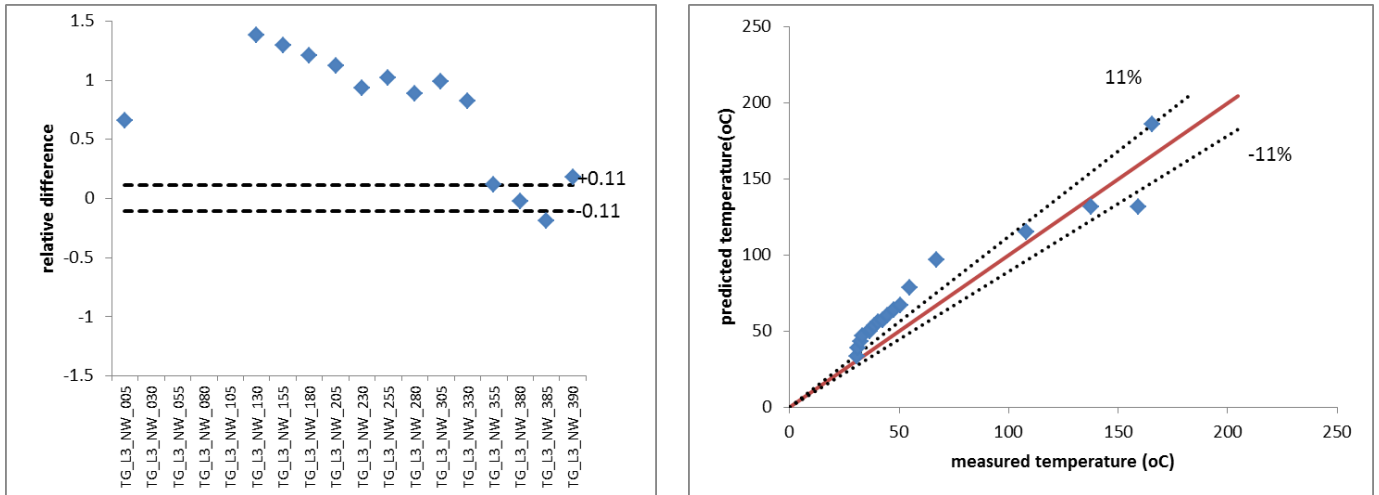 relative difference
1.5
1
0.5
0
-0.5
-1
-1.5
+0.11
-0.11
TG_L3_NW_005
TG_L3_NW_030
TG_L3_NW_055
TG_L3_NW_080
TG_L3_NW_105
TG_L3_NW_130
TG_L3_NW_155
TG_L3_NW_180
TG_L3_NW_205
TG_L3_NW_230
TG_L3_NW_255
TG_L3_NW_280
TG_L3_NW_305
TG_L3_NW_330
TG_L3_NW_355
TG_L3_NW_380
TG_L3_NW_385
TG_L3_NW_390
predicted temperature(oC)
250
200
150
100
50
0
11%
-11%
0 50 100 150 200 250
measured temperature (oC)